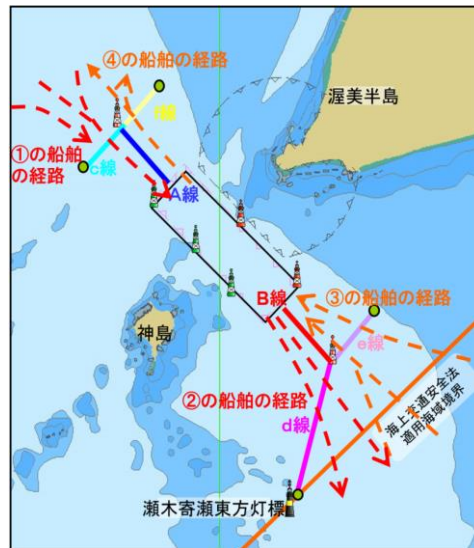 ④の船舶の経路
f線
渥美半島
①の船舶
の経路
c線
A線
B線
③の船舶の経路
神島
e線
②の船舶の経路
d線
海上交通安全法
適用海域境界
瀬木寄瀬東方灯標